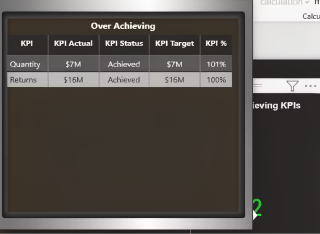 Over Achieving
KPI KPI Actual KPI Status KPI Target KPI %
Quantity $7M Achieved $7M 101%
Returns $16M Achieved $16M 100%
calculation
Calcu
ieving KPIs
2